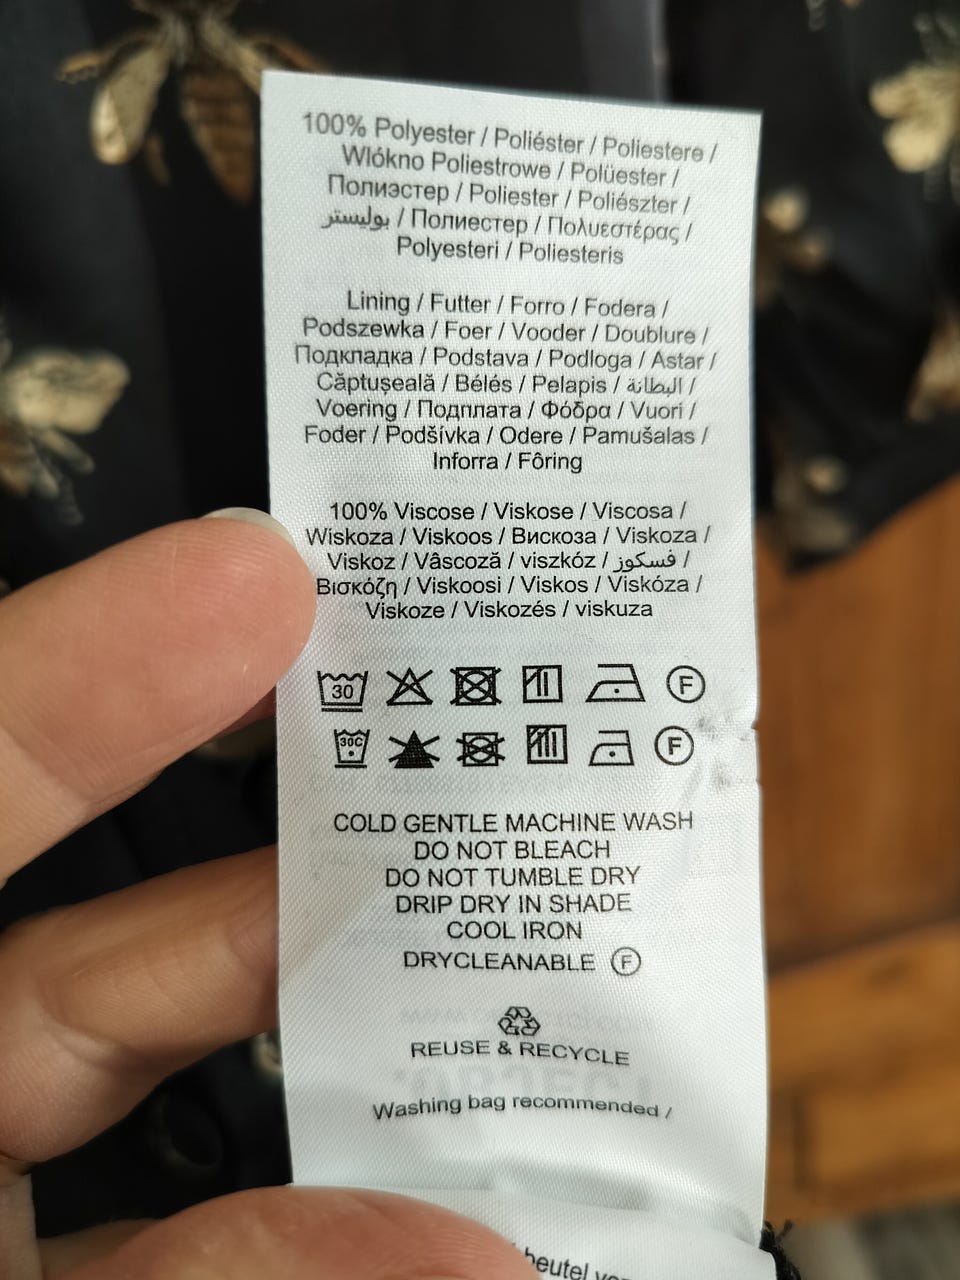 100% Polyester / Poliéster / Poliestere /
Wlókno Poliestrowe / Polüester /
Полиэстер / Poliester / Poliészter /
بوليستر / Полиестер / Πολυεστέρας /
Polyesteri / Poliesteris
Lining / Futter / Forro / Fodera /
Podszewka / Foer / Vooder / Doublure /
Подкладка / Podstava / Podloga / Astar /
Căptușeală / Bélés / Pelapis / البطانة /
Voering / Подплата / Φόδρα / Vuori /
Foder / Podšívka / Odere / Pamušalas /
Inforra / Fôring
100% Viscose / Viskose / Viscosa /
Wiskoza / Viskoos / Вискоза / Viskoza /
Viskoz / Vâscoză / viszkóz / فسكوز /
Βισκόζη / Viskoosi / Viskos / Viskóza /
Viskoze / Viskozés / viskuza
30 F
30C F
COLD GENTLE MACHINE WASH
DO NOT BLEACH
DO NOT TUMBLE DRY
DRIP DRY IN SHADE
COOL IRON
DRYCLEANABLE F
REUSE & RECYCLE
Washing bag recommended /
beutel